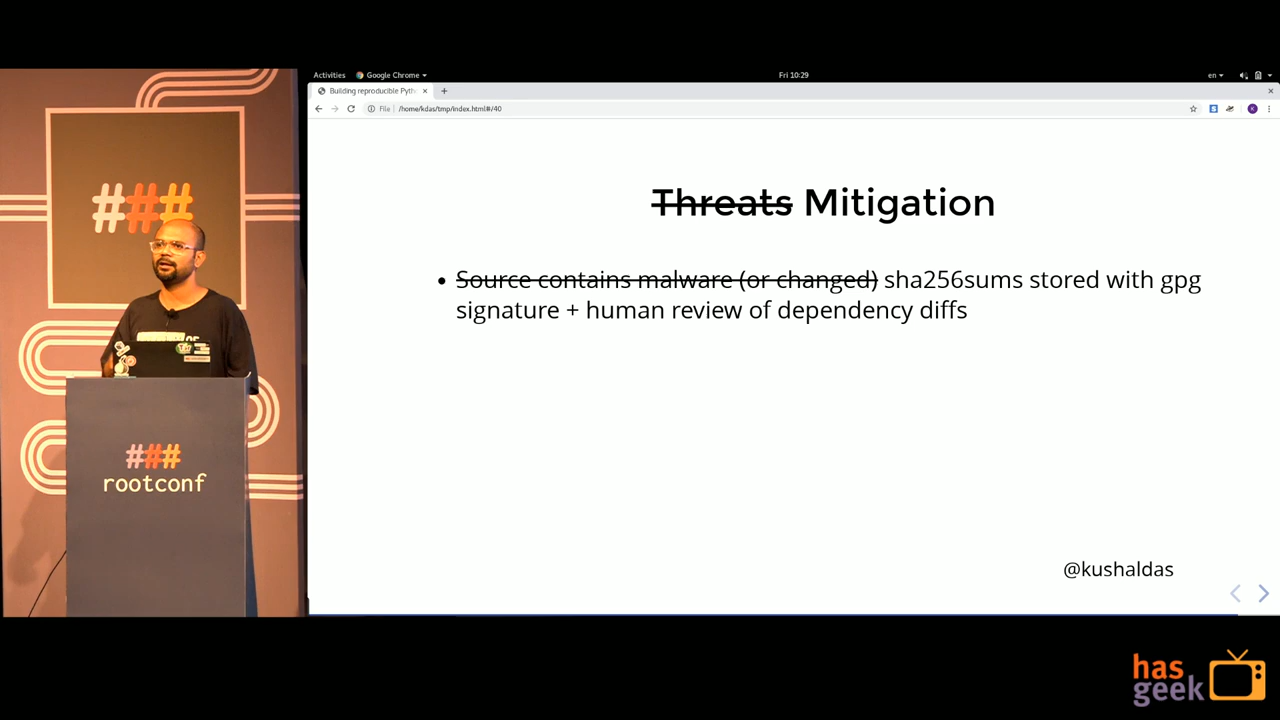 Activities Google Chrome Fri 10:29 en
Building reproducible Pyth
File /home/kdas/tmp/index.html#/40
###
Threats Mitigation
Source contains malware (or changed) sha256sums stored with gpg
signature + human review of dependency diffs
###
rootconf
@kushaldas
has
geek